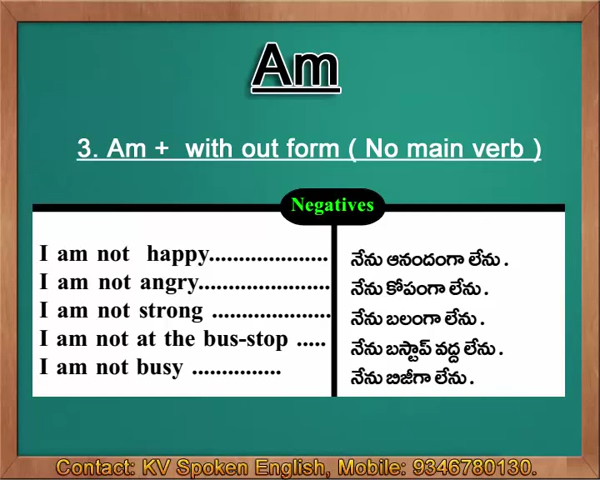 Am
3. Am + with out form ( No main verb )
Negatives
I am not happy.....................
నేను ఆనందంగా లేను .
I am not angry.......................
నేను కోపంగా లేను .
I am not strong .....................
నేను బలంగా లేను .
I am not at the bus-stop .....
నేను బస్టాప్ వద్ద లేను .
I am not busy ...............
నేను బిజీగా లేను .
Contact: KV Spoken English, Mobile: 9346780130.